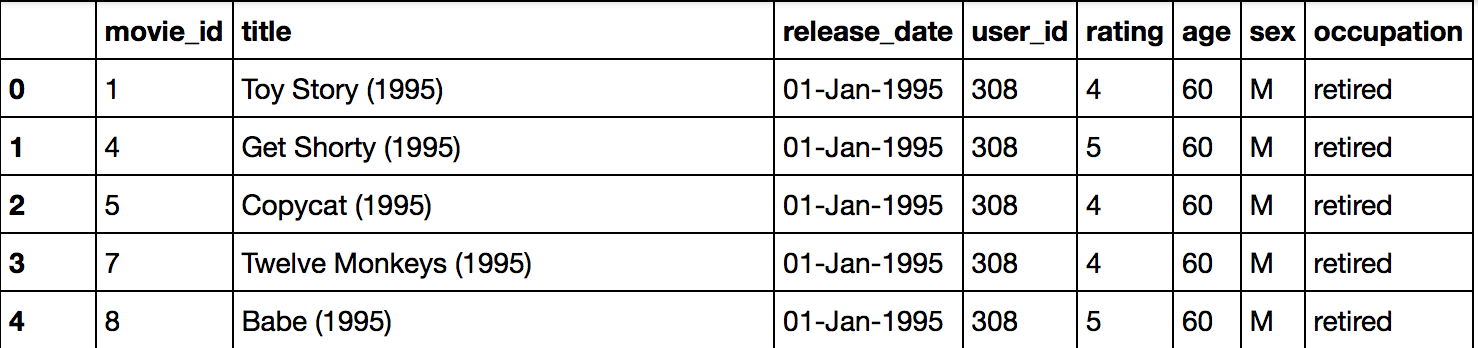 movie_id title release_date user_id rating age sex occupation
0 1 Toy Story (1995) 01-Jan-1995 308 4 60 M retired
1 4 Get Shorty (1995) 01-Jan-1995 308 5 60 M retired
2 5 Copycat (1995) 01-Jan-1995 308 4 60 M retired
3 7 Twelve Monkeys (1995) 01-Jan-1995 308 4 60 M retired
4 8 Babe (1995) 01-Jan-1995 308 5 60 M retired